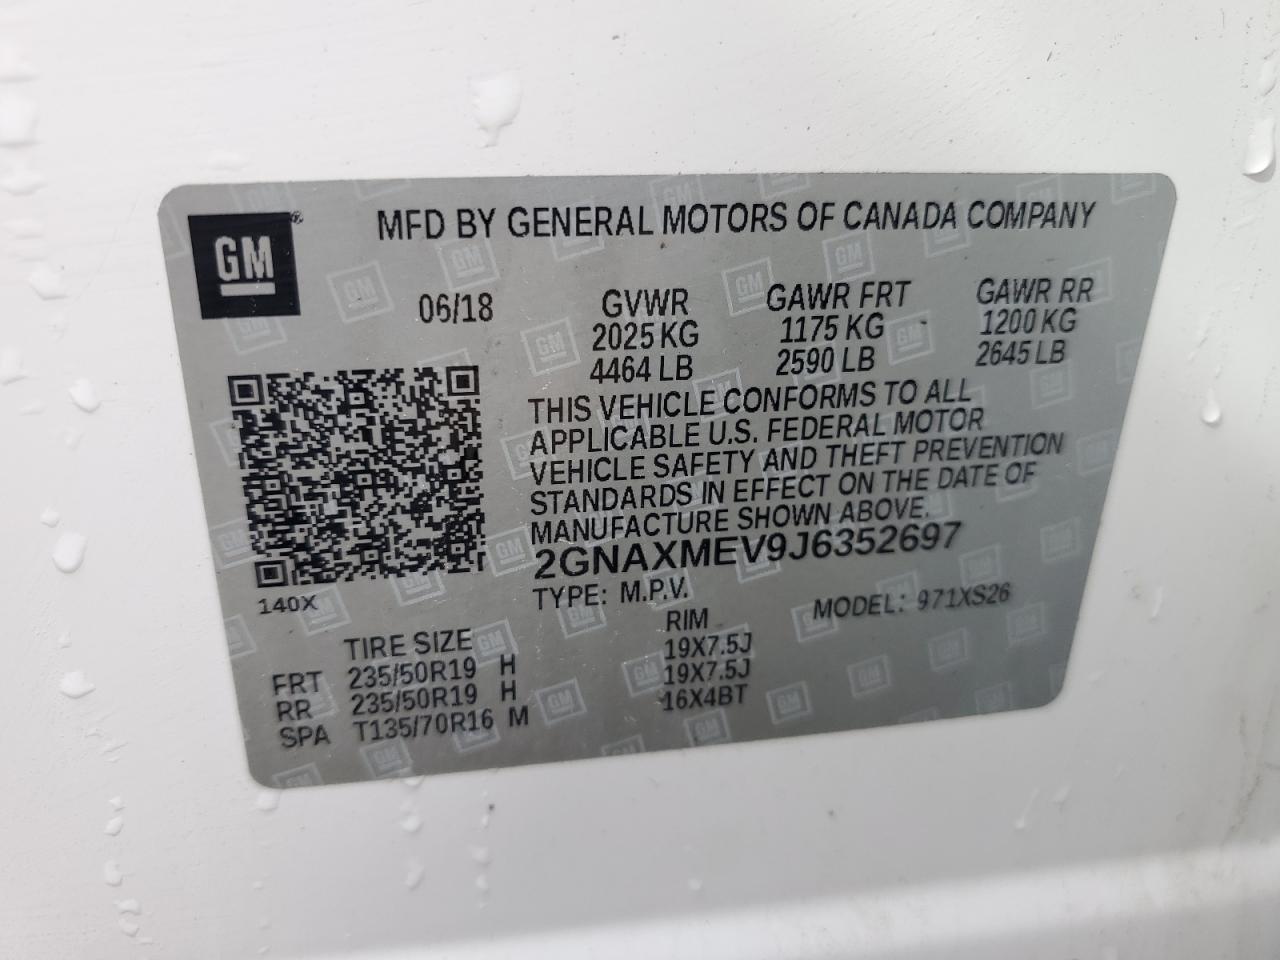 GM®
MFD BY GENERAL MOTORS OF CANADA COMPANY
06/18 GVWR GAWR FRT GAWR RR
2025 KG 1175 KG 1200 KG
4464 LB 2590 LB 2645 LB
THIS VEHICLE CONFORMS TO ALL
APPLICABLE U.S. FEDERAL MOTOR
VEHICLE SAFETY AND THEFT PREVENTION
STANDARDS IN EFFECT ON THE DATE OF
MANUFACTURE SHOWN ABOVE.
2GNAXMEV9J6352697
140X
TYPE: M.P.V. MODEL: 971XS26
TIRE SIZE RIM
FRT 235/50R19 H 19X7.5J
RR 235/50R19 H 19X7.5J
SPA T135/70R16 M 16X4BT